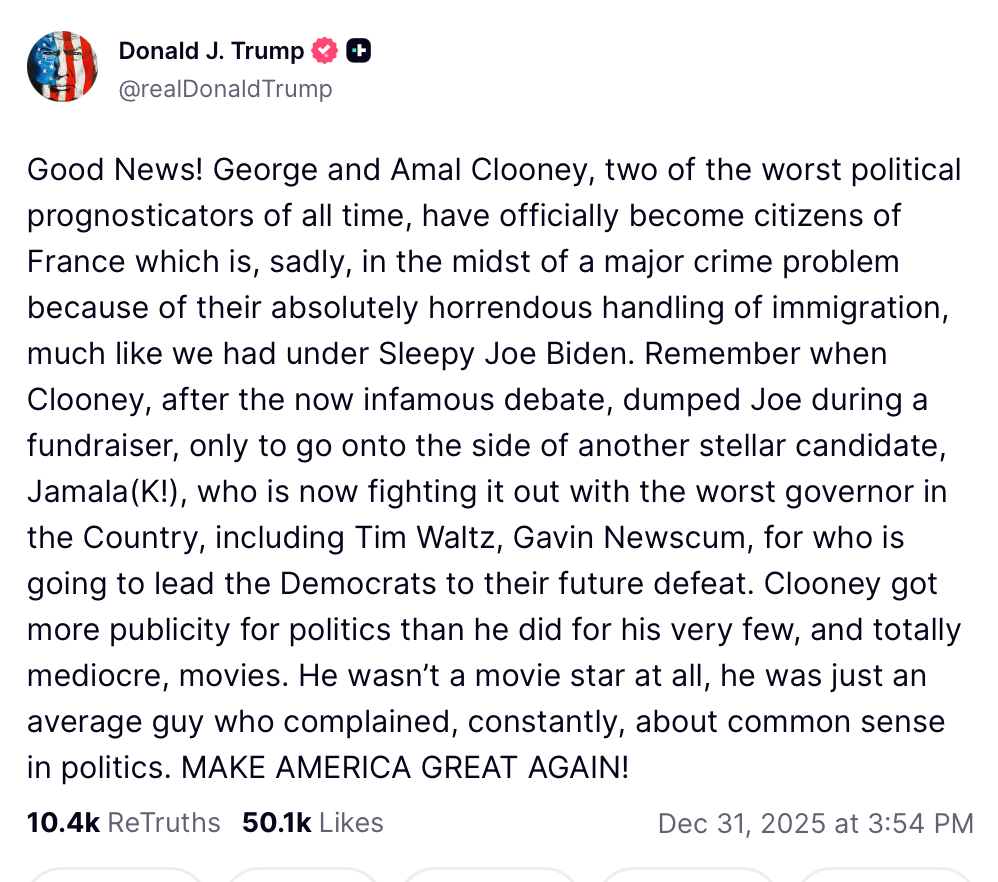 Donald J. Trump
@realDonaldTrump
Good News! George and Amal Clooney, two of the worst political
prognosticators of all time, have officially become citizens of
France which is, sadly, in the midst of a major crime problem
because of their absolutely horrendous handling of immigration,
much like we had under Sleepy Joe Biden. Remember when
Clooney, after the now infamous debate, dumped Joe during a
fundraiser, only to go onto the side of another stellar candidate,
Jamala(K!), who is now fighting it out with the worst governor in
the Country, including Tim Waltz, Gavin Newscum, for who is
going to lead the Democrats to their future defeat. Clooney got
more publicity for politics than he did for his very few, and totally
mediocre, movies. He wasn’t a movie star at all, he was just an
average guy who complained, constantly, about common sense
in politics. MAKE AMERICA GREAT AGAIN!
10.4k ReTruths 50.1k Likes Dec 31, 2025 at 3:54 PM